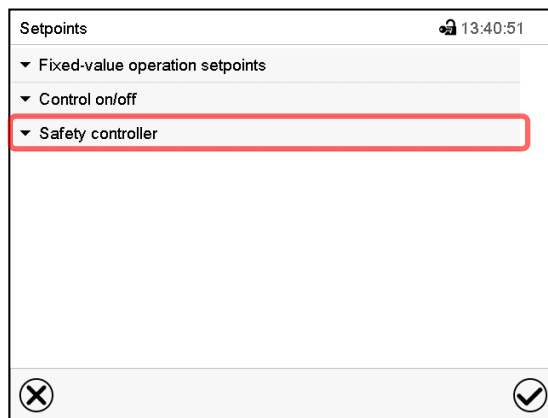 Setpoints 13:40:51
Fixed-value operation setpoints
Control on/off
Safety controller